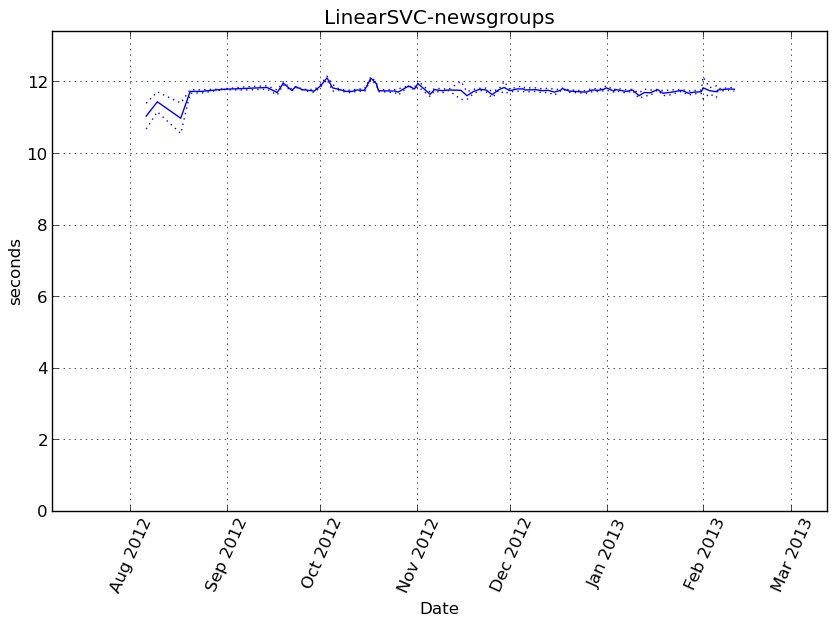 LinearSVC-newsgroups
12
10
8
6
4
2
0
seconds
Aug 2012
Sep 2012
Oct 2012
Nov 2012
Dec 2012
Jan 2013
Feb 2013
Mar 2013
Date